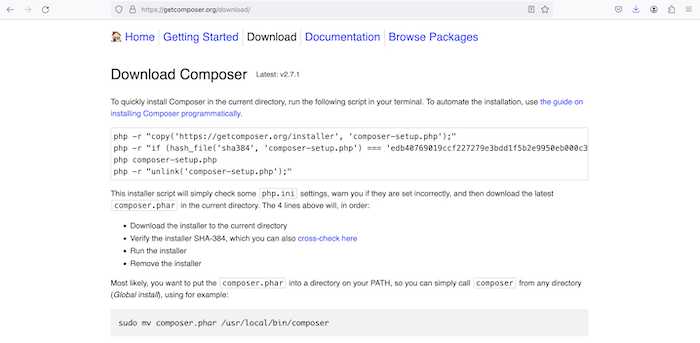 https://getcomposer.org/download/
Home Getting Started Download Documentation Browse Packages
Download Composer Latest: v2.7.1
To quickly install Composer in the current directory, run the following script in your terminal. To automate the installation, use the guide on
installing Composer programmatically.
php -r "copy('https://getcomposer.org/installer', 'composer-setup.php');"
php -r "if (hash_file('sha384', 'composer-setup.php') === 'edb40769019ccf227279e3bdd1f5b2e9950eb000c3
php composer-setup.php
php -r "unlink('composer-setup.php');"
This installer script will simply check some php.ini settings, warn you if they are set incorrectly, and then download the latest
composer.phar in the current directory. The 4 lines above will, in order:
• Download the installer to the current directory
• Verify the installer SHA-384, which you can also cross-check here
• Run the installer
• Remove the installer
Most likely, you want to put the composer.phar into a directory on your PATH, so you can simply call composer from any directory
(Global install), using for example:
sudo mv composer.phar /usr/local/bin/composer